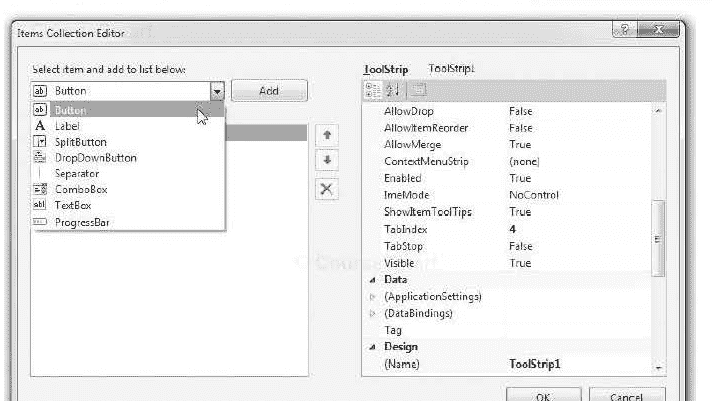 Items Collection Editor
Select item and add to list below:
Button
Add
Button
Label
SplitButton
DropDownButton
Separator
ComboBox
TextBox
ProgressBar
ToolStrip ToolStrip1
AllowDrop False
AllowItemReorder False
AllowMerge True
ContextMenuStrip (none)
Enabled True
ImeMode NoControl
ShowItemToolTips True
TabIndex 4
TabStop False
Visible True
Data
(ApplicationSettings)
(DataBindings)
Tag
Design
(Name) ToolStrip1
OK Cancel